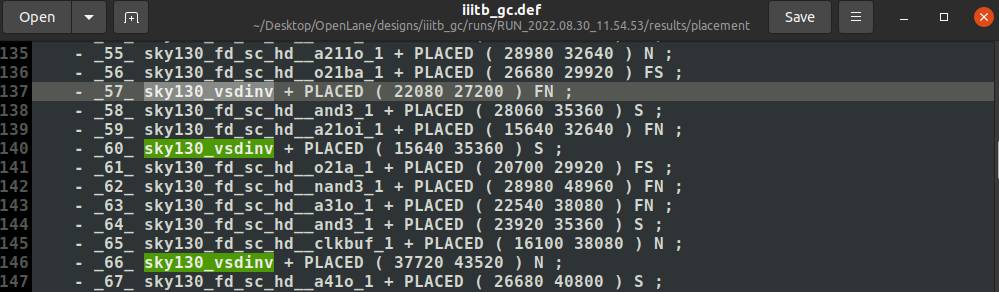 Open
iiitb_gc.def
~/Desktop/OpenLane/designs/iiitb_gc/runs/RUN_2022.08.30_11.54.53/results/placement
Save
135 - _55_ sky130_fd_sc_hd__a211o_1 + PLACED ( 28980 32640 ) N ;
136 - _56_ sky130_fd_sc_hd__o21ba_1 + PLACED ( 26680 29920 ) FS ;
137 - _57_ sky130_vsdinv + PLACED ( 22080 27200 ) FN ;
138 - _58_ sky130_fd_sc_hd__and3_1 + PLACED ( 28060 35360 ) S ;
139 - _59_ sky130_fd_sc_hd__a21oi_1 + PLACED ( 15640 32640 ) FN ;
140 - _60_ sky130_vsdinv + PLACED ( 15640 35360 ) S ;
141 - _61_ sky130_fd_sc_hd__o21a_1 + PLACED ( 20700 29920 ) FS ;
142 - _62_ sky130_fd_sc_hd__nand3_1 + PLACED ( 28980 48960 ) FN ;
143 - _63_ sky130_fd_sc_hd__a31o_1 + PLACED ( 22540 38080 ) FN ;
144 - _64_ sky130_fd_sc_hd__and3_1 + PLACED ( 23920 35360 ) S ;
145 - _65_ sky130_fd_sc_hd__clkbuf_1 + PLACED ( 16100 38080 ) N ;
146 - _66_ sky130_vsdinv + PLACED ( 37720 43520 ) N ;
147 - _67_ sky130_fd_sc_hd__a41o_1 + PLACED ( 26680 40800 ) S ;